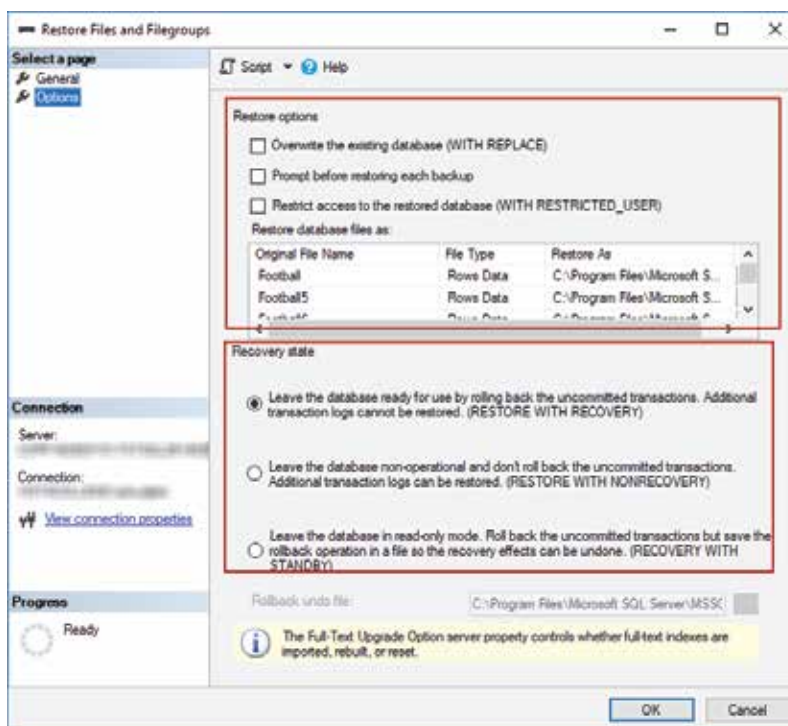 Restore Files and Filegroups
Select a page
General
Options
Script
Help
Restore options
Overwrite the existing database (WITH REPLACE)
Prompt before restoring each backup
Restrict access to the restored database (WITH RESTRICTED_USER)
Restore database files as:
Original File Name File Type Restore As
Football Rows Data C:\Program Files\Microsoft S...
Football5 Rows Data C:\Program Files\Microsoft S...
Rows Data C:\Program Files\Microsoft S...
Recovery state
Leave the database ready for use by rolling back the uncommitted transactions. Additional
transaction logs cannot be restored. (RESTORE WITH RECOVERY)
Leave the database non-operational and don't roll back the uncommitted transactions.
Additional transaction logs can be restored. (RESTORE WITH NONRECOVERY)
Leave the database in read-only mode. Roll back the uncommitted transactions but save the
rollback operation in a file so the recovery effects can be undone. (RECOVERY WITH
STANDBY)
Rollback undo file: C:\Program Files\Microsoft SQL Server\MSSQ
The Full-Text Upgrade Option server property controls whether full-text indexes are
imported, rebuilt, or reset.
Connection
Server:
Connection:
View connection properties
Progress
Ready
OK
Cancel